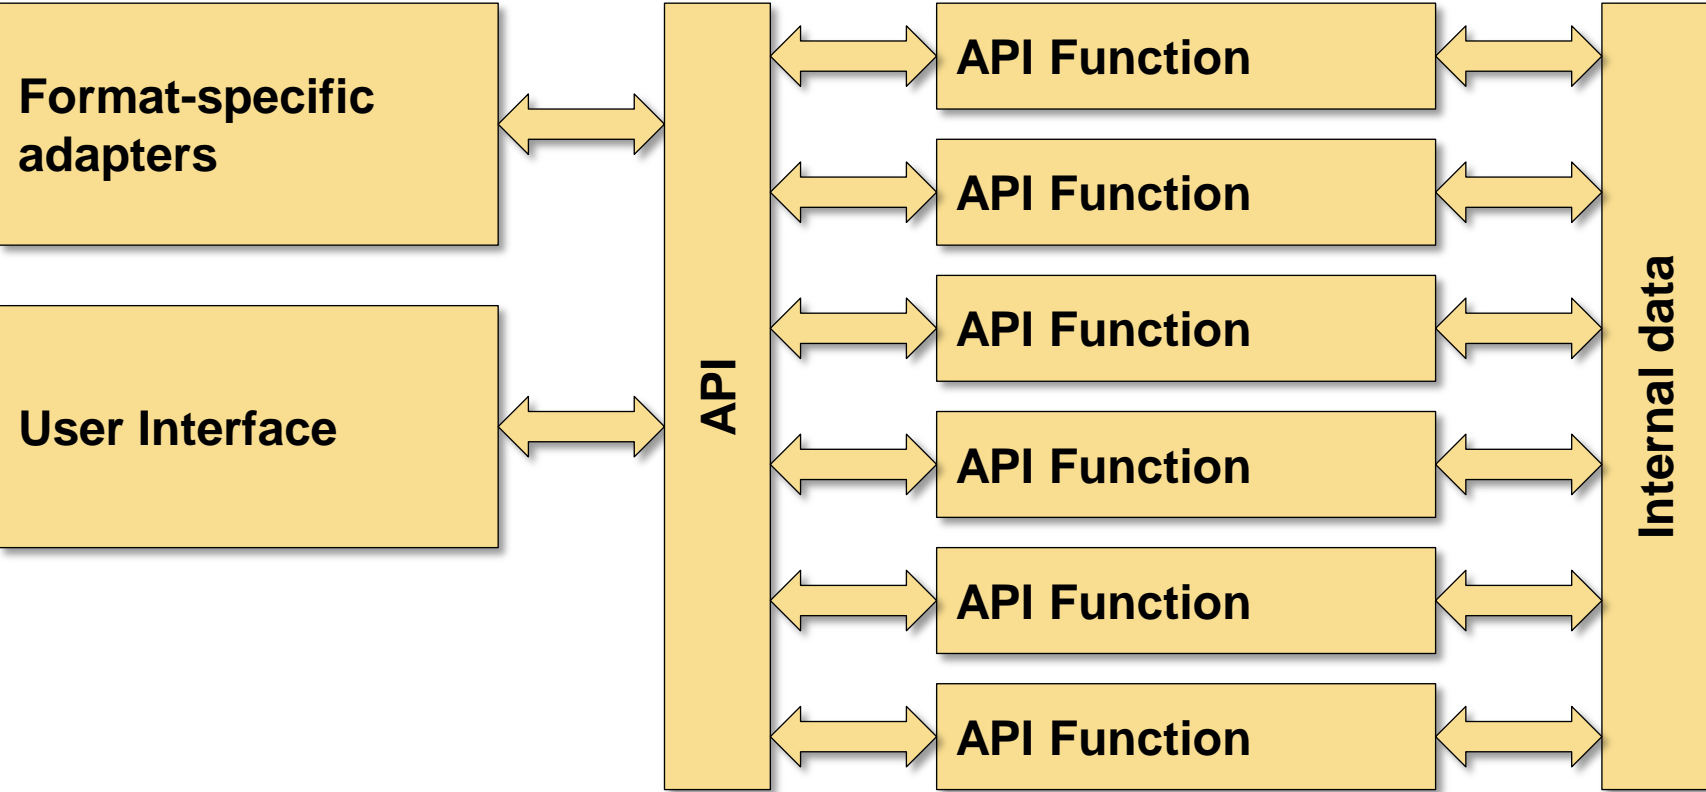 Format-specific
adapters
User Interface
API
API Function
API Function
API Function
API Function
API Function
API Function
Internal data